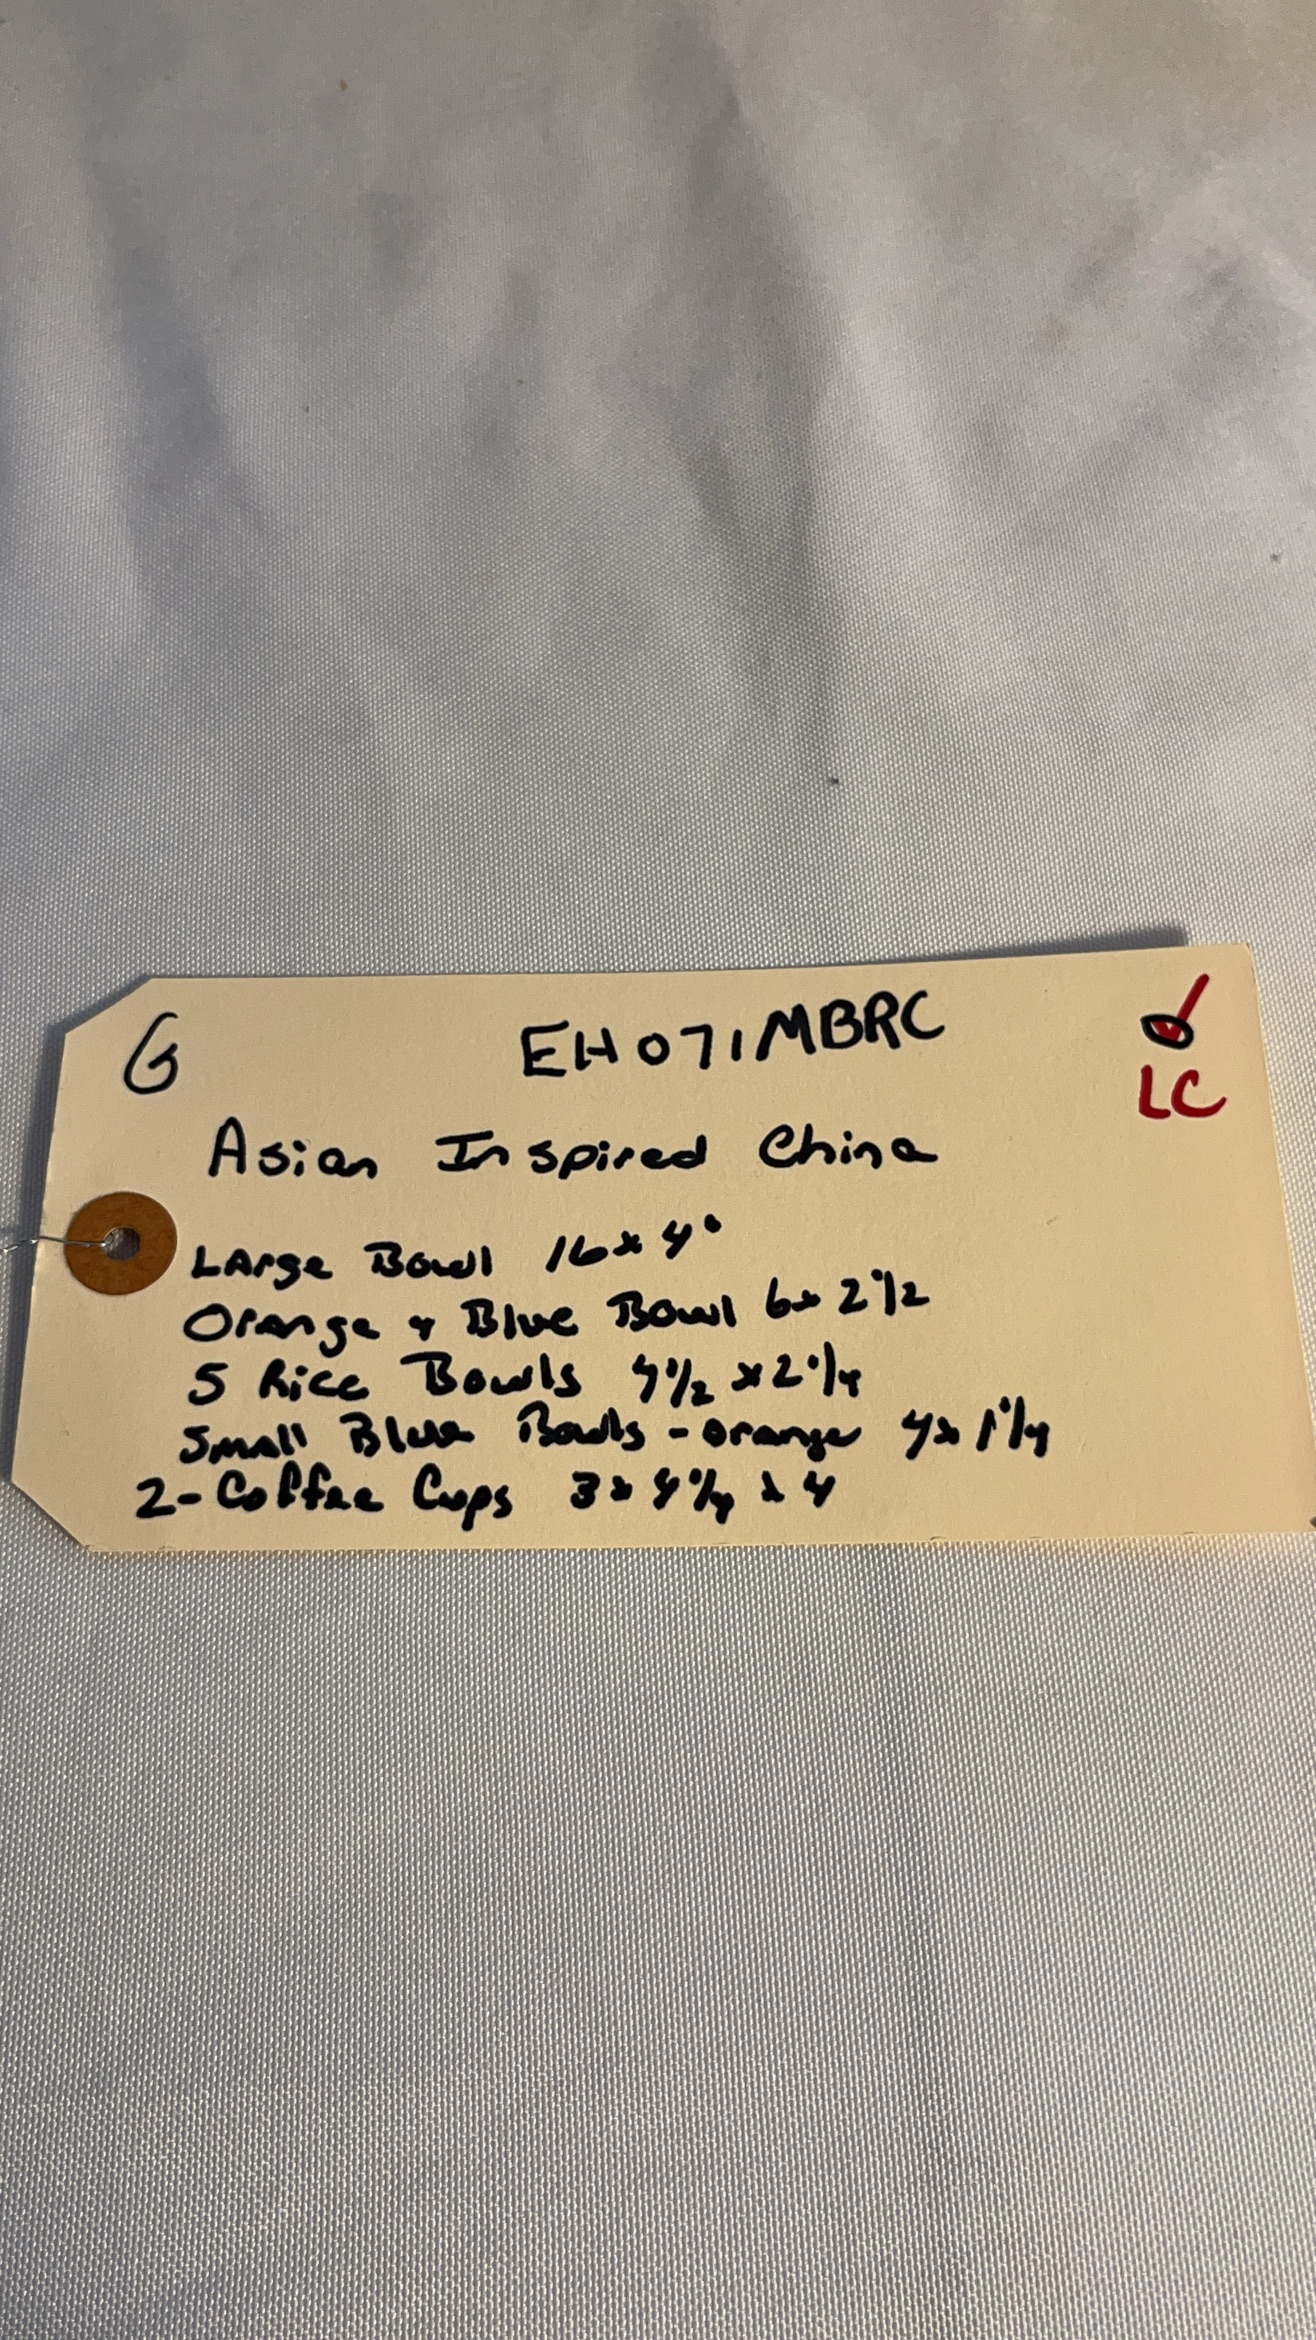 G EH071MBRC
LC
Asian Inspired China
Large Bowl 16 x 4"
Orange & Blue Bowl 6 x 2 1/2
5 Rice Bowls 4 1/2 x 2 1/4
Small Blue Bowls - orange 4 x 1 1/4
2 - Coffee Cups 3 x 4 1/4 x 4